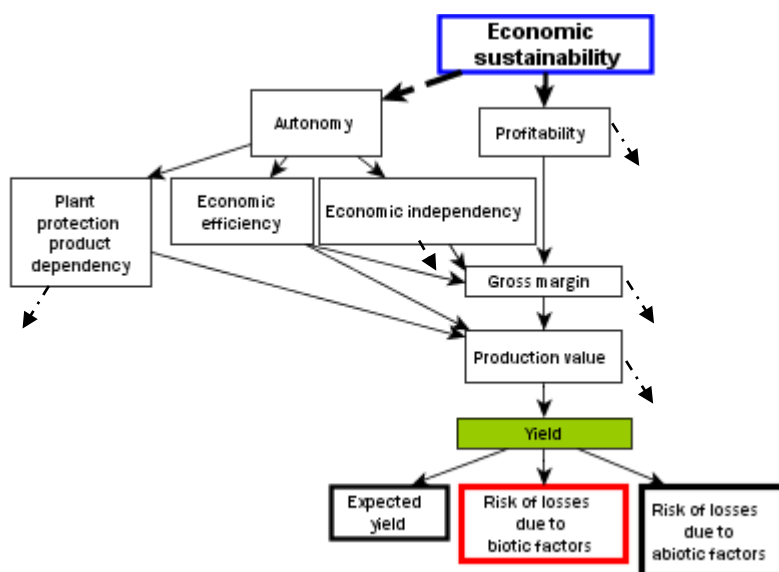 Economic
sustainability
Autonomy
Profitability
Plant
protection
product
dependency
Economic
efficiency
Economic independency
Gross margin
Production value
Yield
Expected
yield
Risk of losses
due to
biotic factors
Risk of losses
due to
abiotic factors